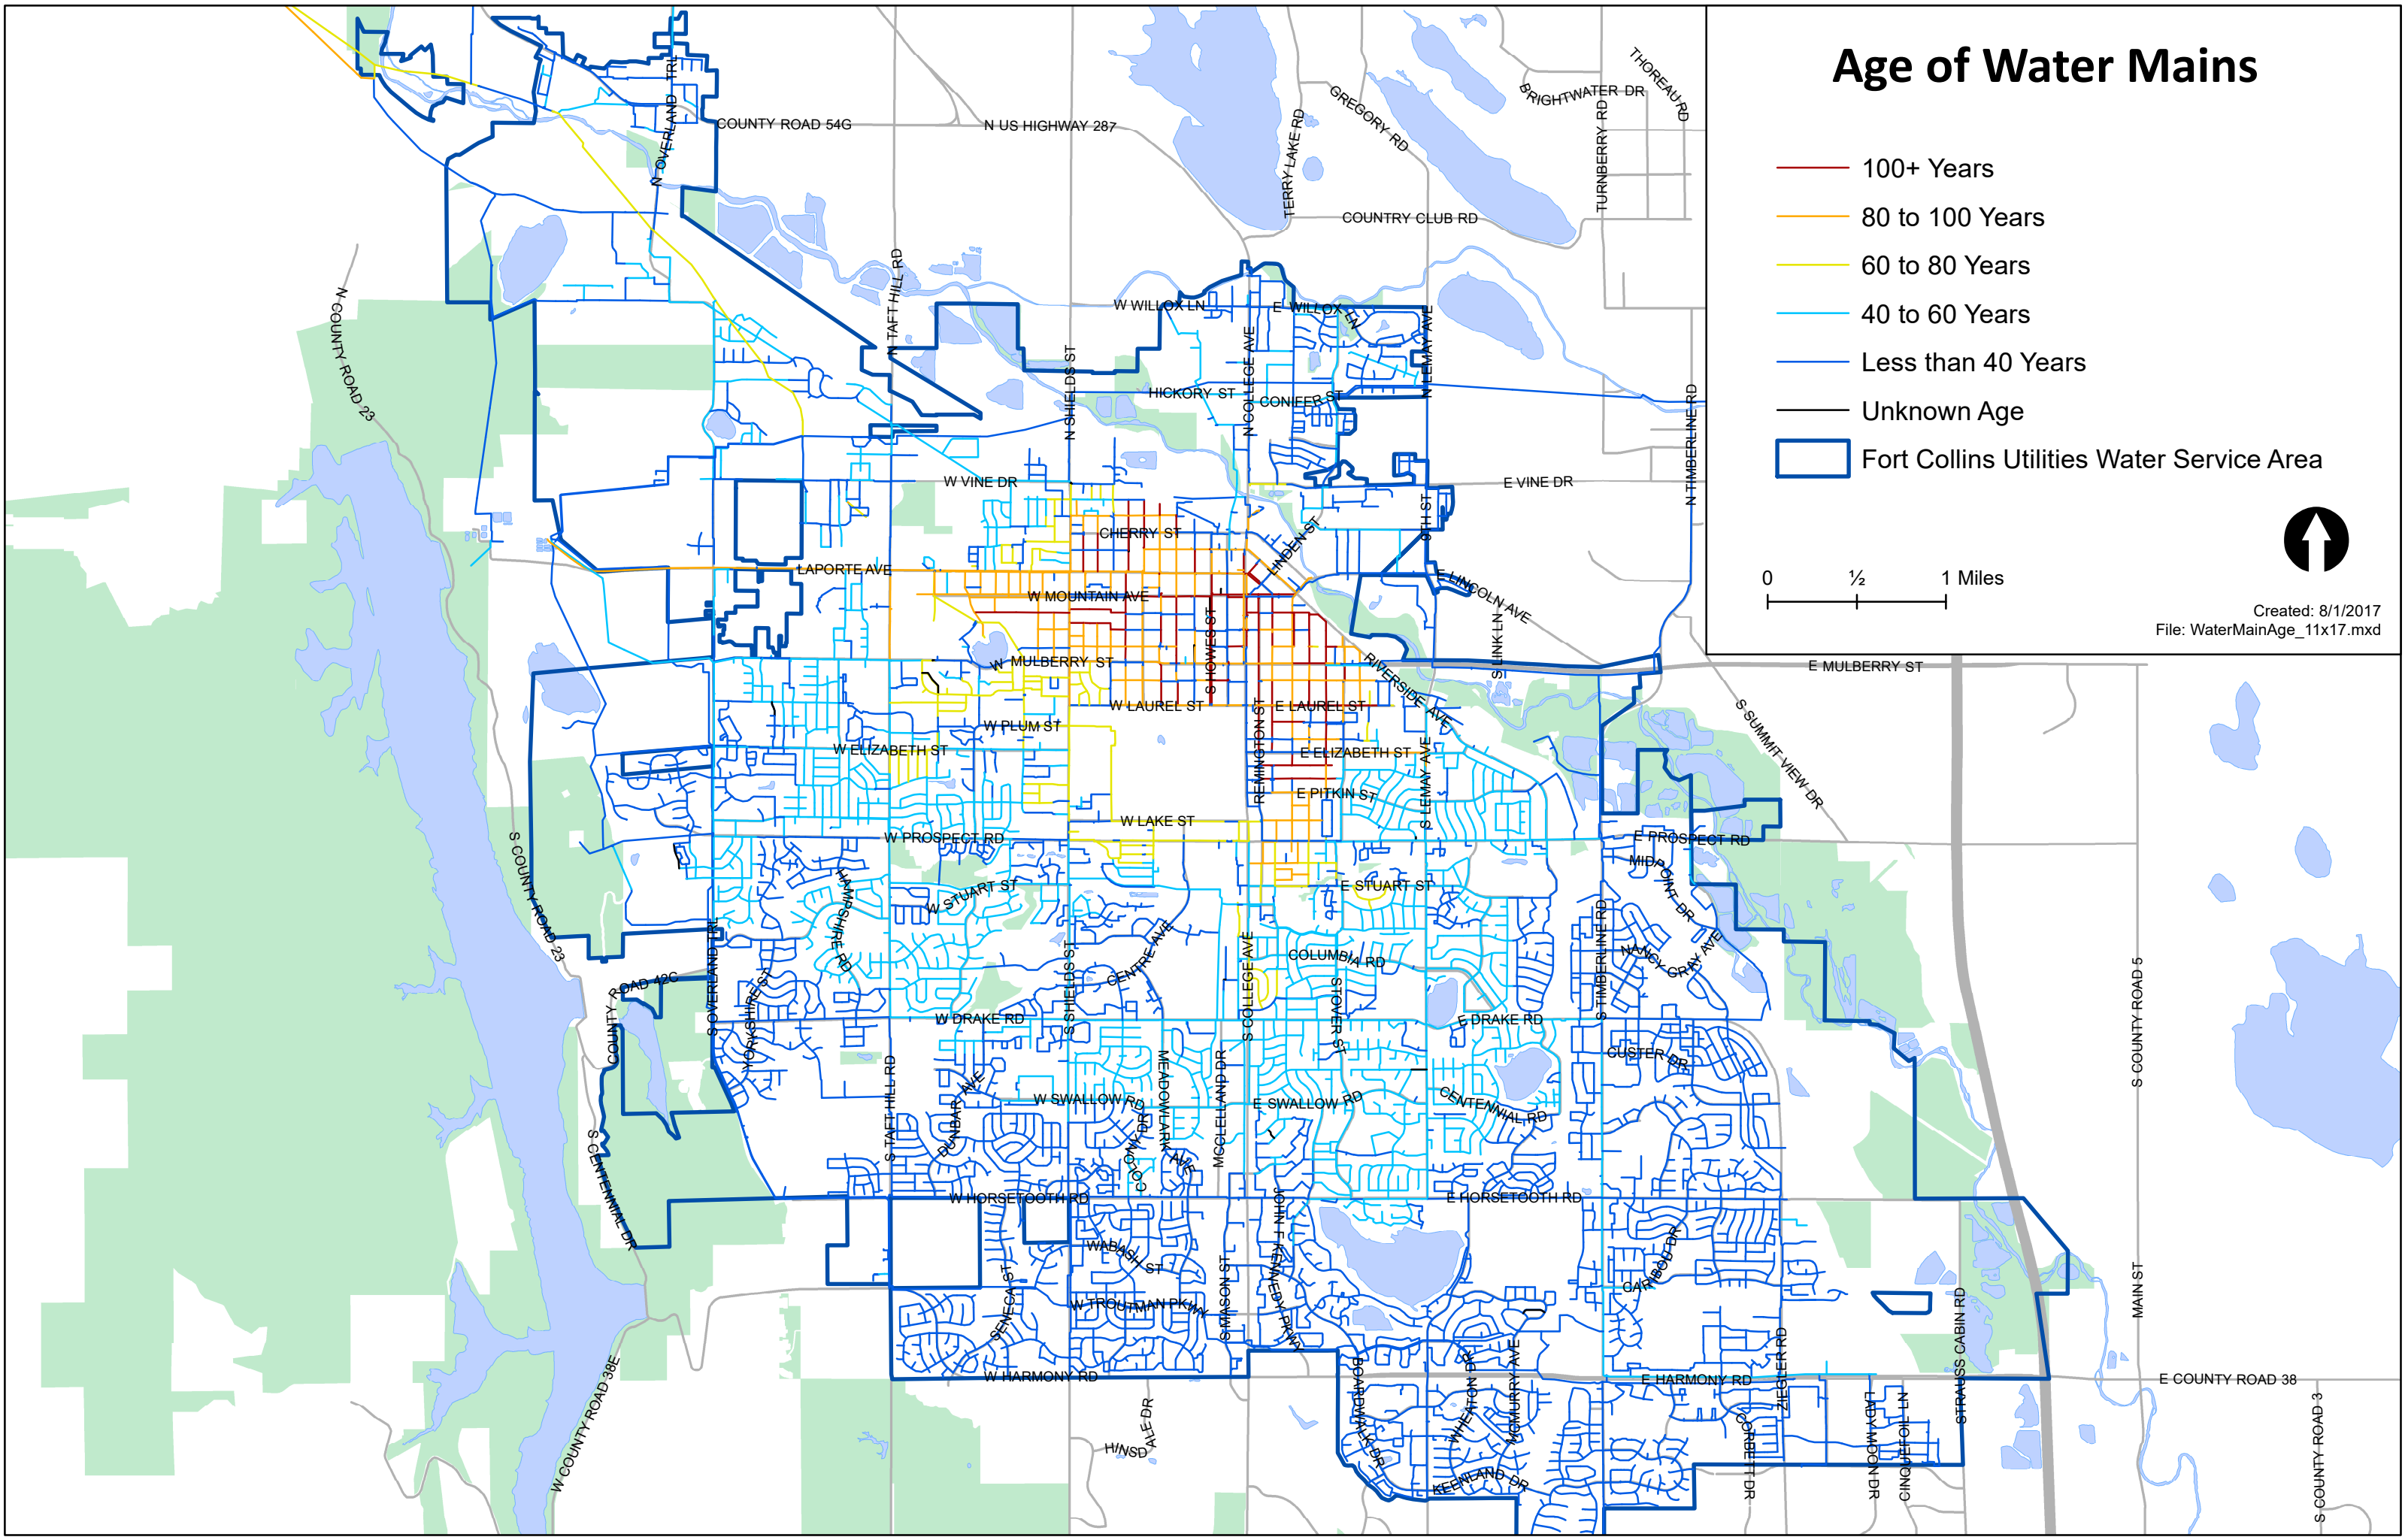 Age of Water Mains
100+ Years
80 to 100 Years
60 to 80 Years
40 to 60 Years
Less than 40 Years
Unknown Age
Fort Collins Utilities Water Service Area
0 ½ 1 Miles
Created: 8/1/2017
File: WaterMainAge_11x17.mxd
THOREAU RD
BRIGHTWATER DR
TURNBERRY RD
GREGORY RD
TERRY LAKE RD
COUNTRY CLUB RD
N US HIGHWAY 287
COUNTY ROAD 54G
N OVERLAND TRL
N TAFT HILL RD
N COUNTY ROAD 23
W WILLOX LN
E WILLOX LN
N SHIELDS ST
N COLLEGE AVE
N LEMAY AVE
HICKORY ST
CONIFER ST
N TIMBERLINE RD
W VINE DR
E VINE DR
9TH ST
CHERRY ST
LINDEN ST
LAPORTE AVE
W MOUNTAIN AVE
E LINCOLN AVE
S HOWES ST
S LINK LN
W MULBERRY ST
RIVERSIDE AVE
E MULBERRY ST
W LAUREL ST
E LAUREL ST
W PLUM ST
REMINGTON ST
S SUMMIT VIEW DR
W ELIZABETH ST
E ELIZABETH ST
S LEMAY AVE
E PITKIN ST
W LAKE ST
W PROSPECT RD
E PROSPECT RD
MIDPOINT DR
S COUNTY ROAD 23
HAMPSHIRE RD
W STUART ST
E STUART ST
S OVERLAND TRL
YORKSHIRE ST
S SHIELDS ST
CENTRE AVE
S COLLEGE AVE
COLUMBIA RD
STOVER ST
S TIMBERLINE RD
NANCY GRAY AVE
COUNTY ROAD 42C
W DRAKE RD
E DRAKE RD
S COUNTY ROAD 5
CUSTER DR
S TAFT HILL RD
DUNBAR AVE
W SWALLOW RD
E SWALLOW RD
MEADOWLARK AVE
COLONY DR
MCCLELLAND DR
CENTENNIAL RD
S CENTENNIAL DR
W HORSETOOTH RD
E HORSETOOTH RD
JOHN F KENNEDY PKWY
WABASH ST
SENECA ST
W TROUTMAN PKWY
S MASON ST
CARIBOU DR
MAIN ST
STRAUSS CABIN RD
ZIEGLER RD
W HARMONY RD
E HARMONY RD
E COUNTY ROAD 38
W COUNTY ROAD 38E
HINSDALE DR
BOARDWALK DR
WHEATON DR
MCMURRY AVE
KEENLAND DR
CORBETT DR
LADY MOON DR
CINQUEFOIL LN
S COUNTY ROAD 3